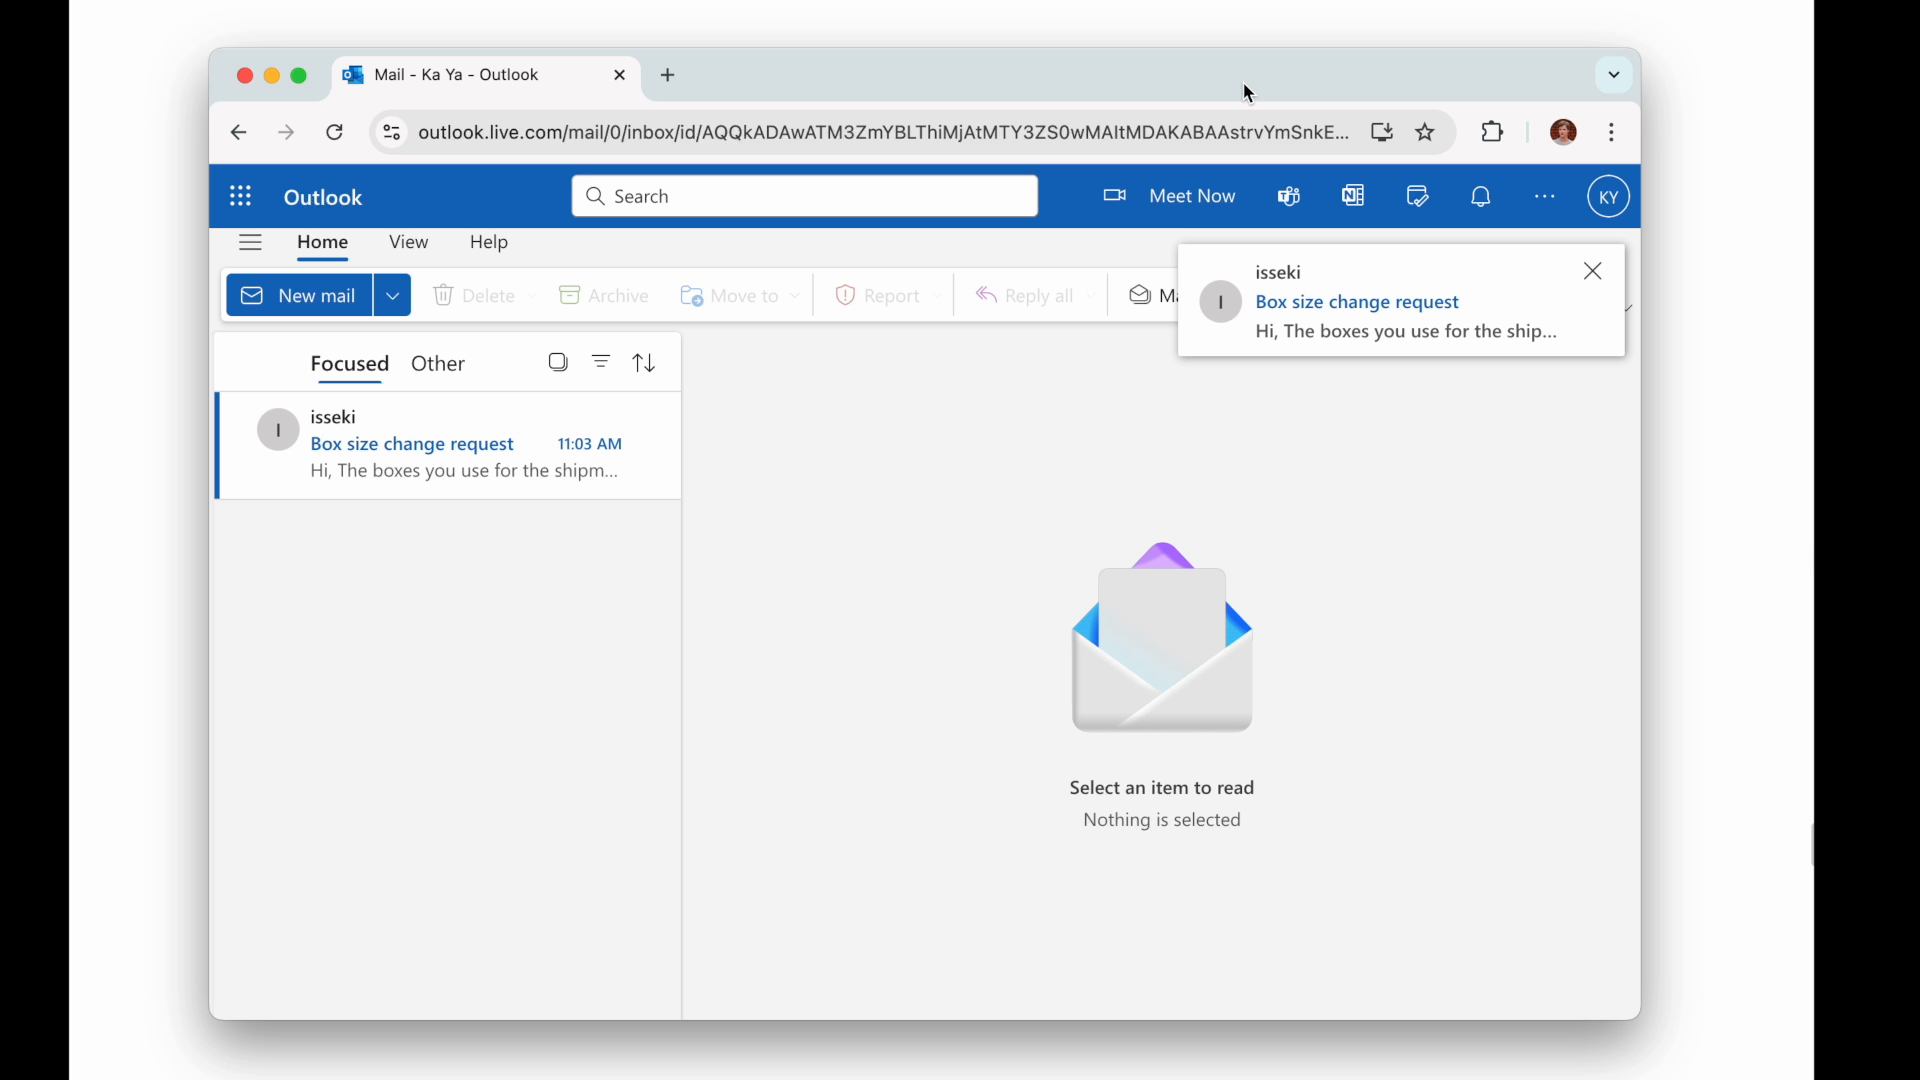 Mail - Ka Ya - Outlook
outlook.live.com/mail/0/inbox/id/AQQkADAwATM3ZmYBLThiMjAtMTY3ZS0wMAItMDAKABAAstrvYmSnkE...
Outlook
Search
Meet Now
KY
Home View Help
New mail
Delete
Archive
Move to
Report
Reply all
I
isseki
Box size change request
Hi, The boxes you use for the ship...
Focused Other
I
isseki
Box size change request 11:03 AM
Hi, The boxes you use for the shipm...
Select an item to read
Nothing is selected